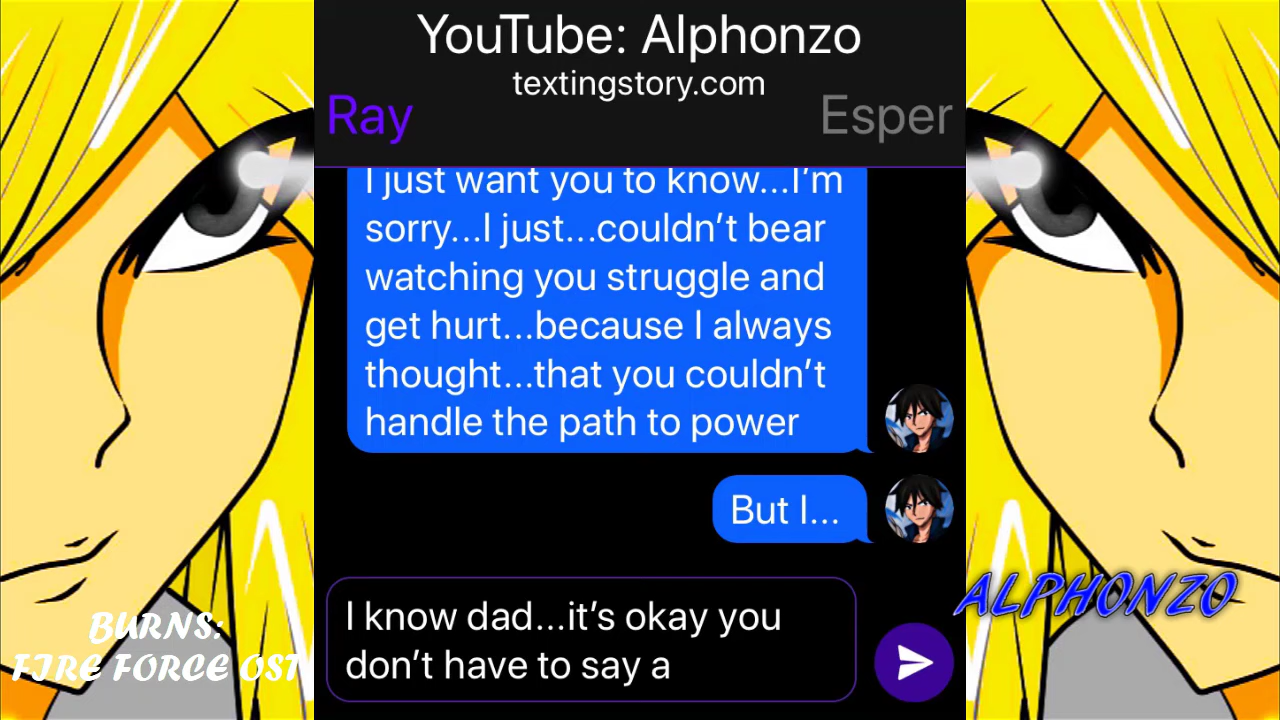 YouTube: Alphonzo
textingstory.com
Ray
Esper
I just want you to know...I’m
sorry...I just...couldn’t bear
watching you struggle and
get hurt...because I always
thought...that you couldn’t
handle the path to power
But I...
I know dad...it’s okay you
don’t have to say a
BURNS:
FIRE FORCE OST
ALPHONZO